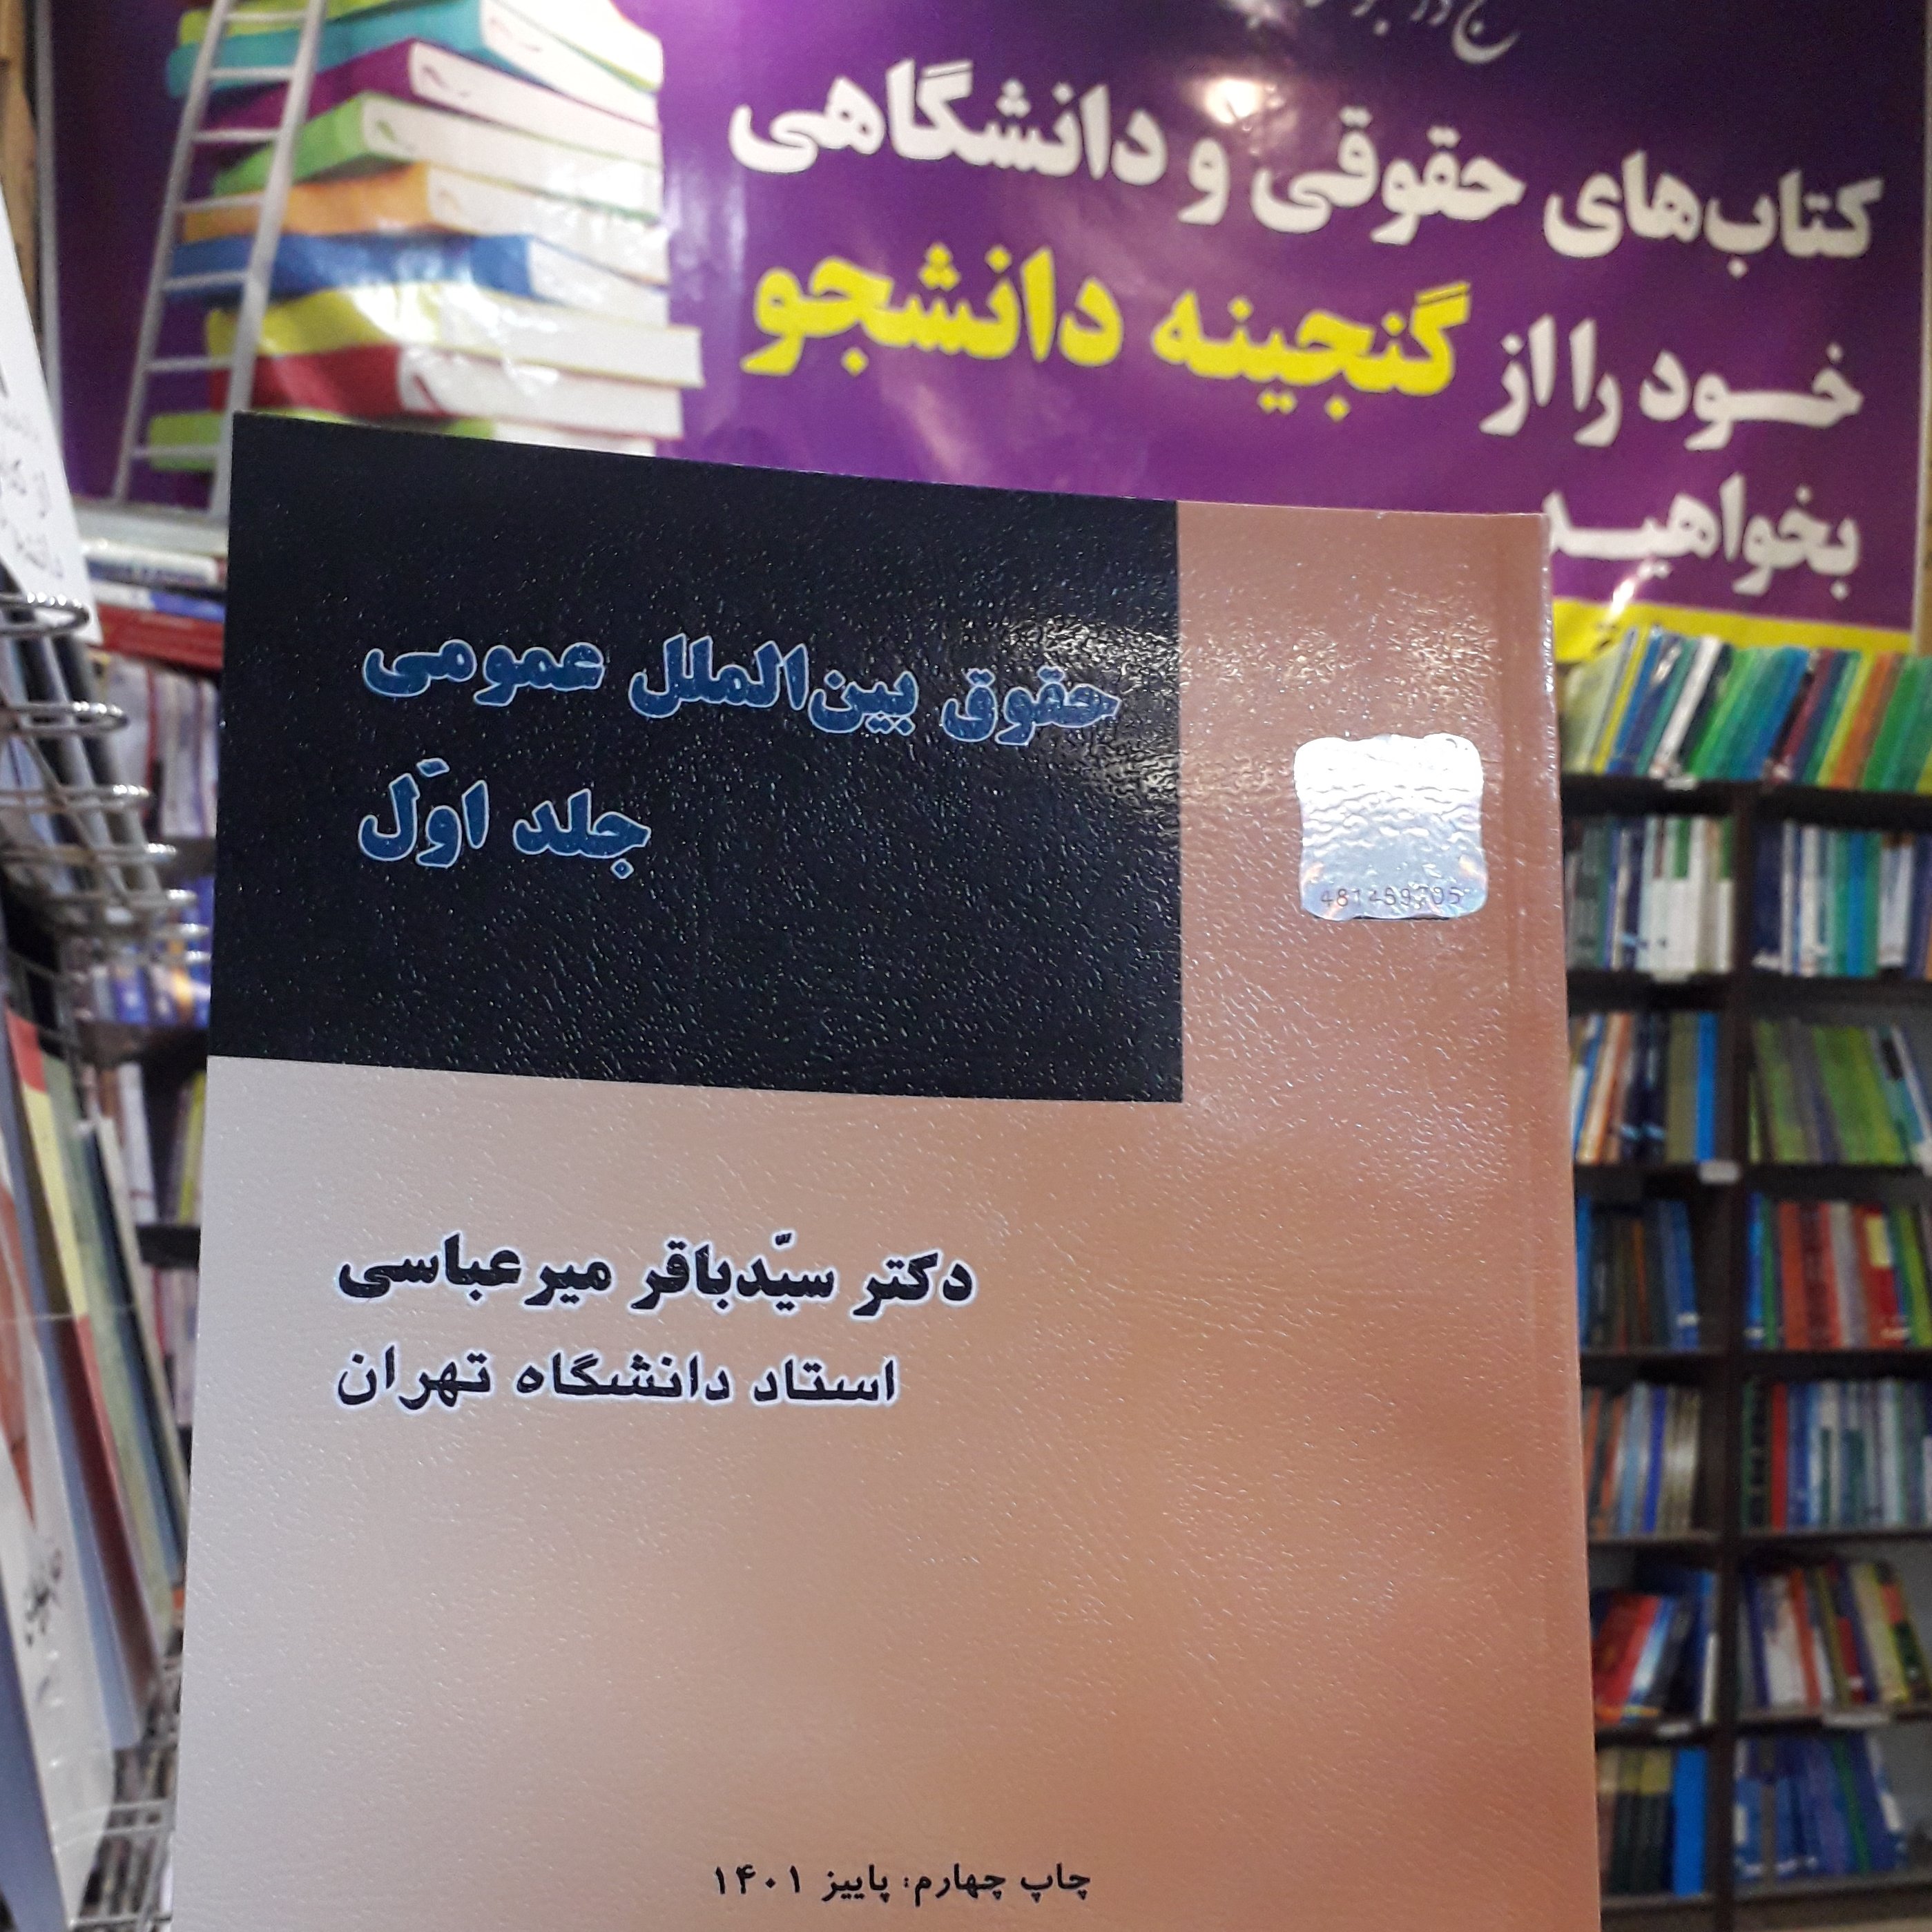 کتاب‌های حقوقی و دانشگاهی
خود را از گنجینه دانشجو
بخواهید
حقوق بین‌الملل عمومی
جلد اوّل
دکتر سیّدباقر میرعباسی
استاد دانشگاه تهران
چاپ چهارم: پاییز ۱۴۰۱